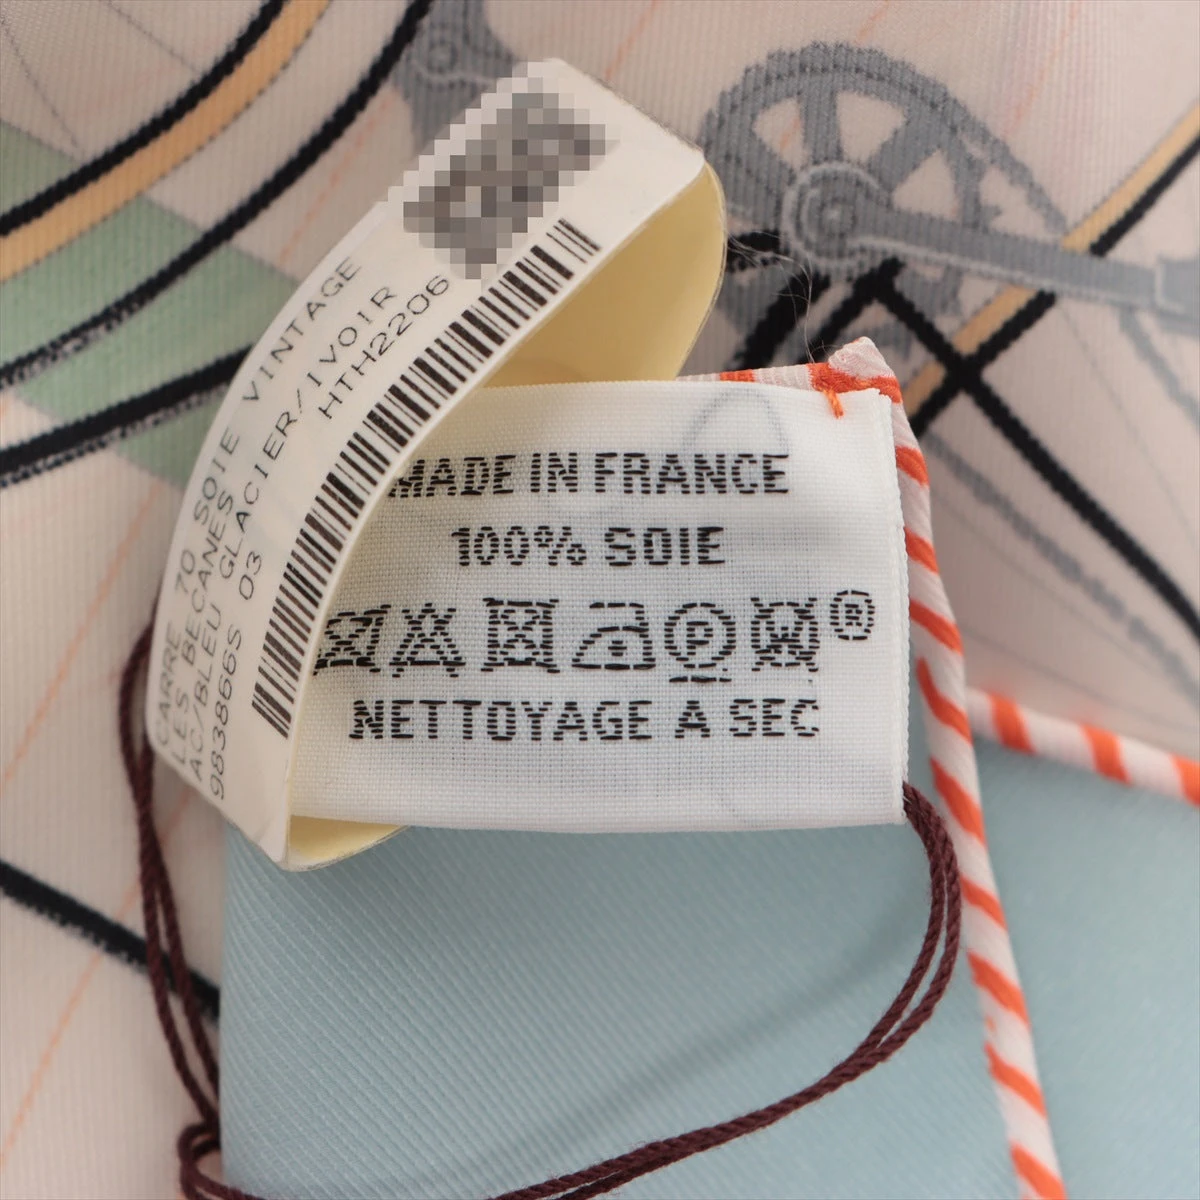 CARRE 70 SOIE VINTAGE
LES BECANES
AC/BLEU GLACIER/IVOIR
983866S 03 HTH2206
MADE IN FRANCE
100% SOIE
P ®
NETTOYAGE A SEC